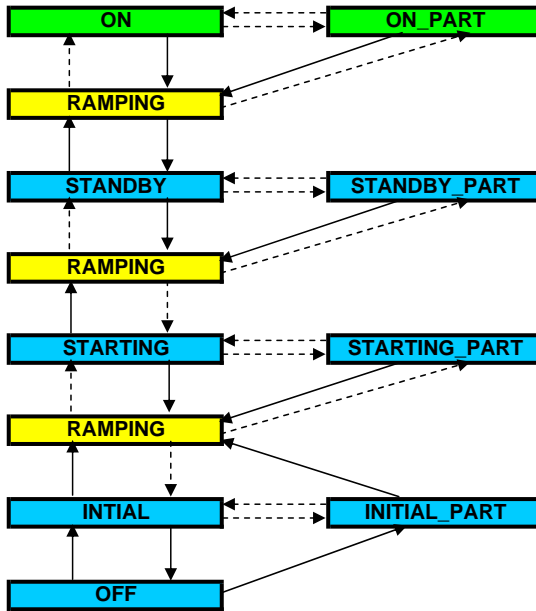 ON ON_PART
RAMPING
STANDBY STANDBY_PART
RAMPING
STARTING STARTING_PART
RAMPING
INTIAL INITIAL_PART
OFF